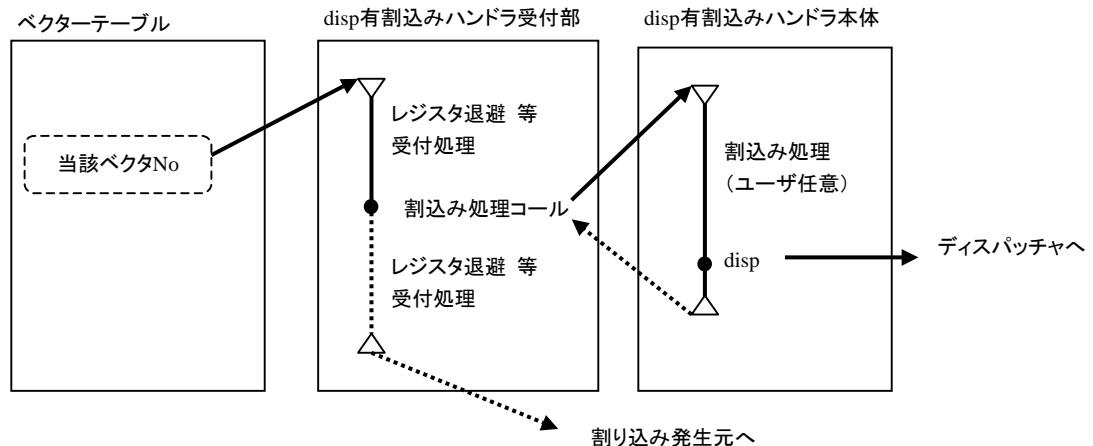 ベクターテーブル
当該ベクタNo
disp有割込みハンドラ受付部
レジスタ退避 等
受付処理
割込み処理コール
レジスタ退避 等
受付処理
disp有割込みハンドラ本体
割込み処理
（ユーザ任意）
disp
ディスパッチャへ
割り込み発生元へ